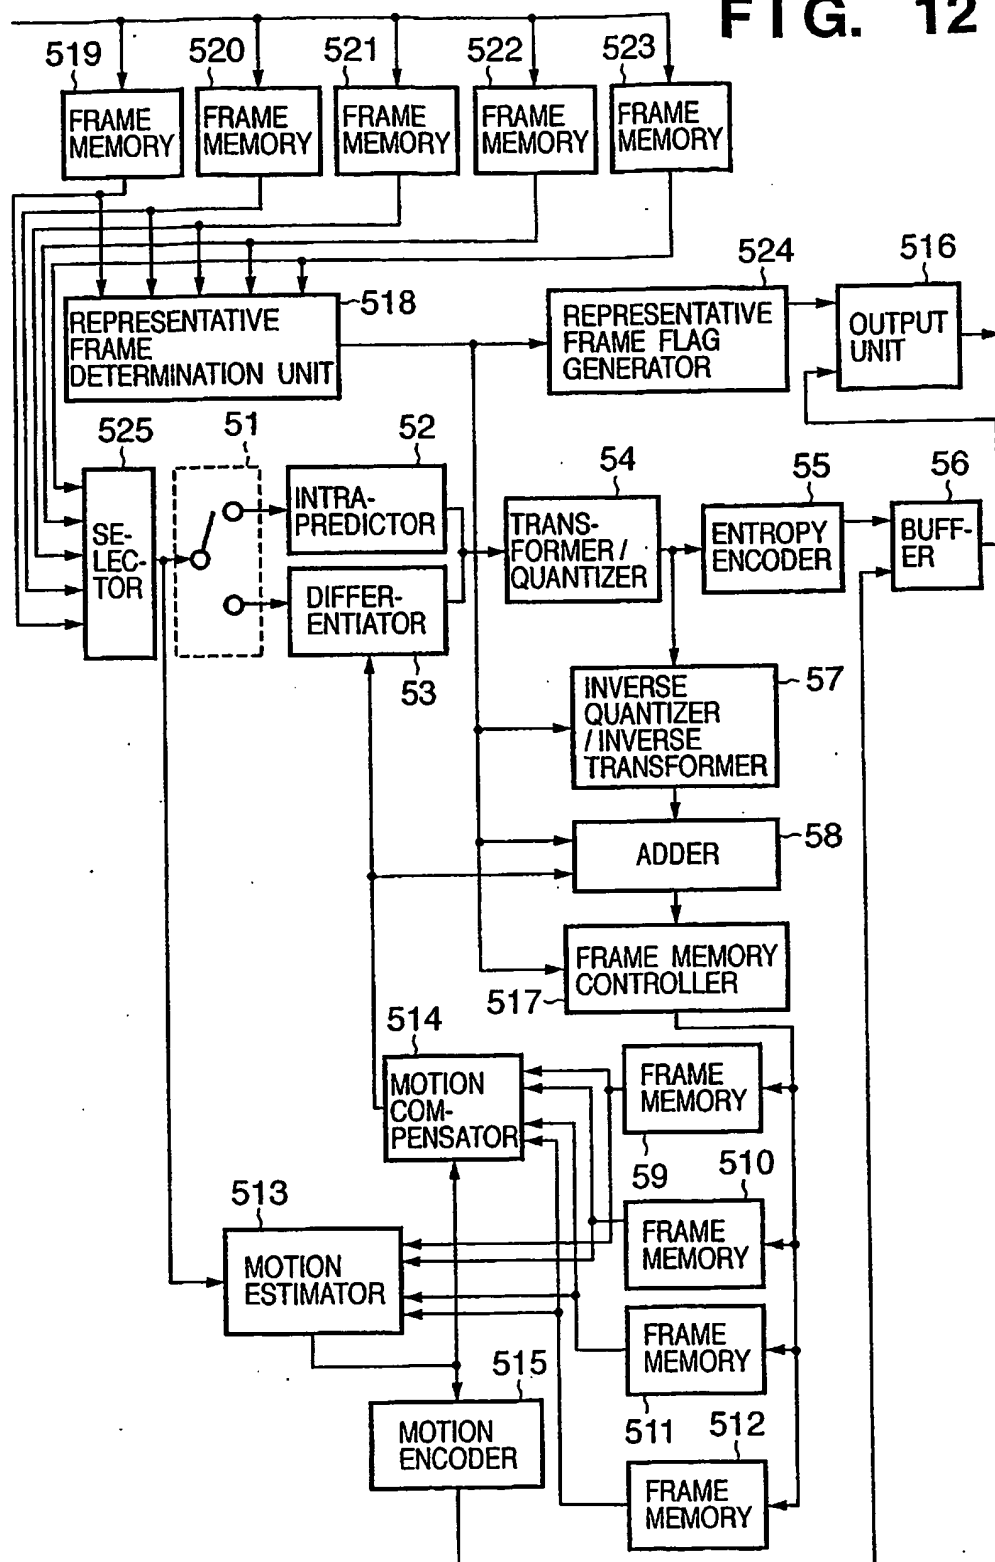 FIG. 12
519
520
521
522
523
FRAME
MEMORY
FRAME
MEMORY
FRAME
MEMORY
FRAME
MEMORY
FRAME
MEMORY
518
REPRESENTATIVE
FRAME
DETERMINATION UNIT
524
REPRESENTATIVE
FRAME FLAG
GENERATOR
516
OUTPUT
UNIT
525
SE-
LEC-
TOR
51
52
INTRA-
PREDICTOR
DIFFER-
ENTIATOR
53
54
TRANS-
FORMER /
QUANTIZER
55
ENTROPY
ENCODER
56
BUFF-
ER
57
INVERSE
QUANTIZER
/ INVERSE
TRANSFORMER
58
ADDER
FRAME MEMORY
CONTROLLER
517
514
MOTION
COM-
PENSATOR
FRAME
MEMORY
59
510
FRAME
MEMORY
513
MOTION
ESTIMATOR
FRAME
MEMORY
511
515
MOTION
ENCODER
512
FRAME
MEMORY